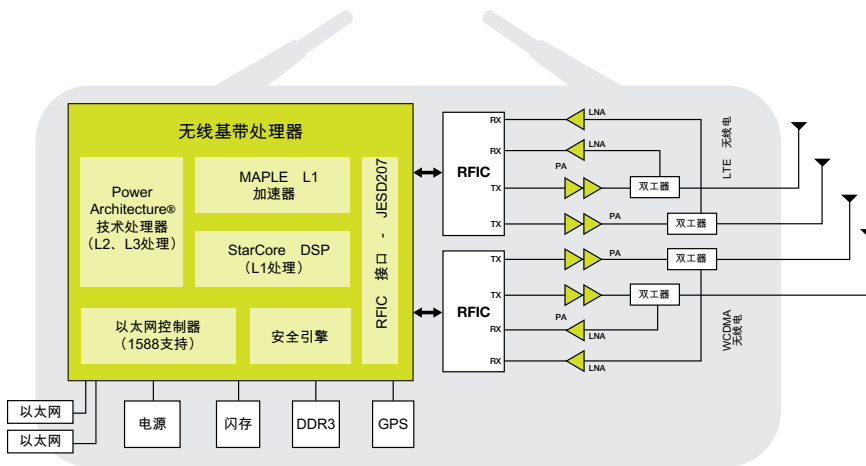 无线基带处理器
Power
Architecture®
技术处理器
（L2、L3处理）
MAPLE L1
加速器
StarCore DSP
（L1处理）
RFIC 接口 - JESD207
以太网控制器
（1588支持）
安全引擎
以太网
以太网
电源
闪存
DDR3
GPS
RFIC
RX
RX
TX
TX
LNA
LNA
PA
PA
双工器
双工器
LTE 无线电
RFIC
TX
TX
RX
RX
PA
PA
LNA
LNA
双工器
双工器
WCDMA
无线电